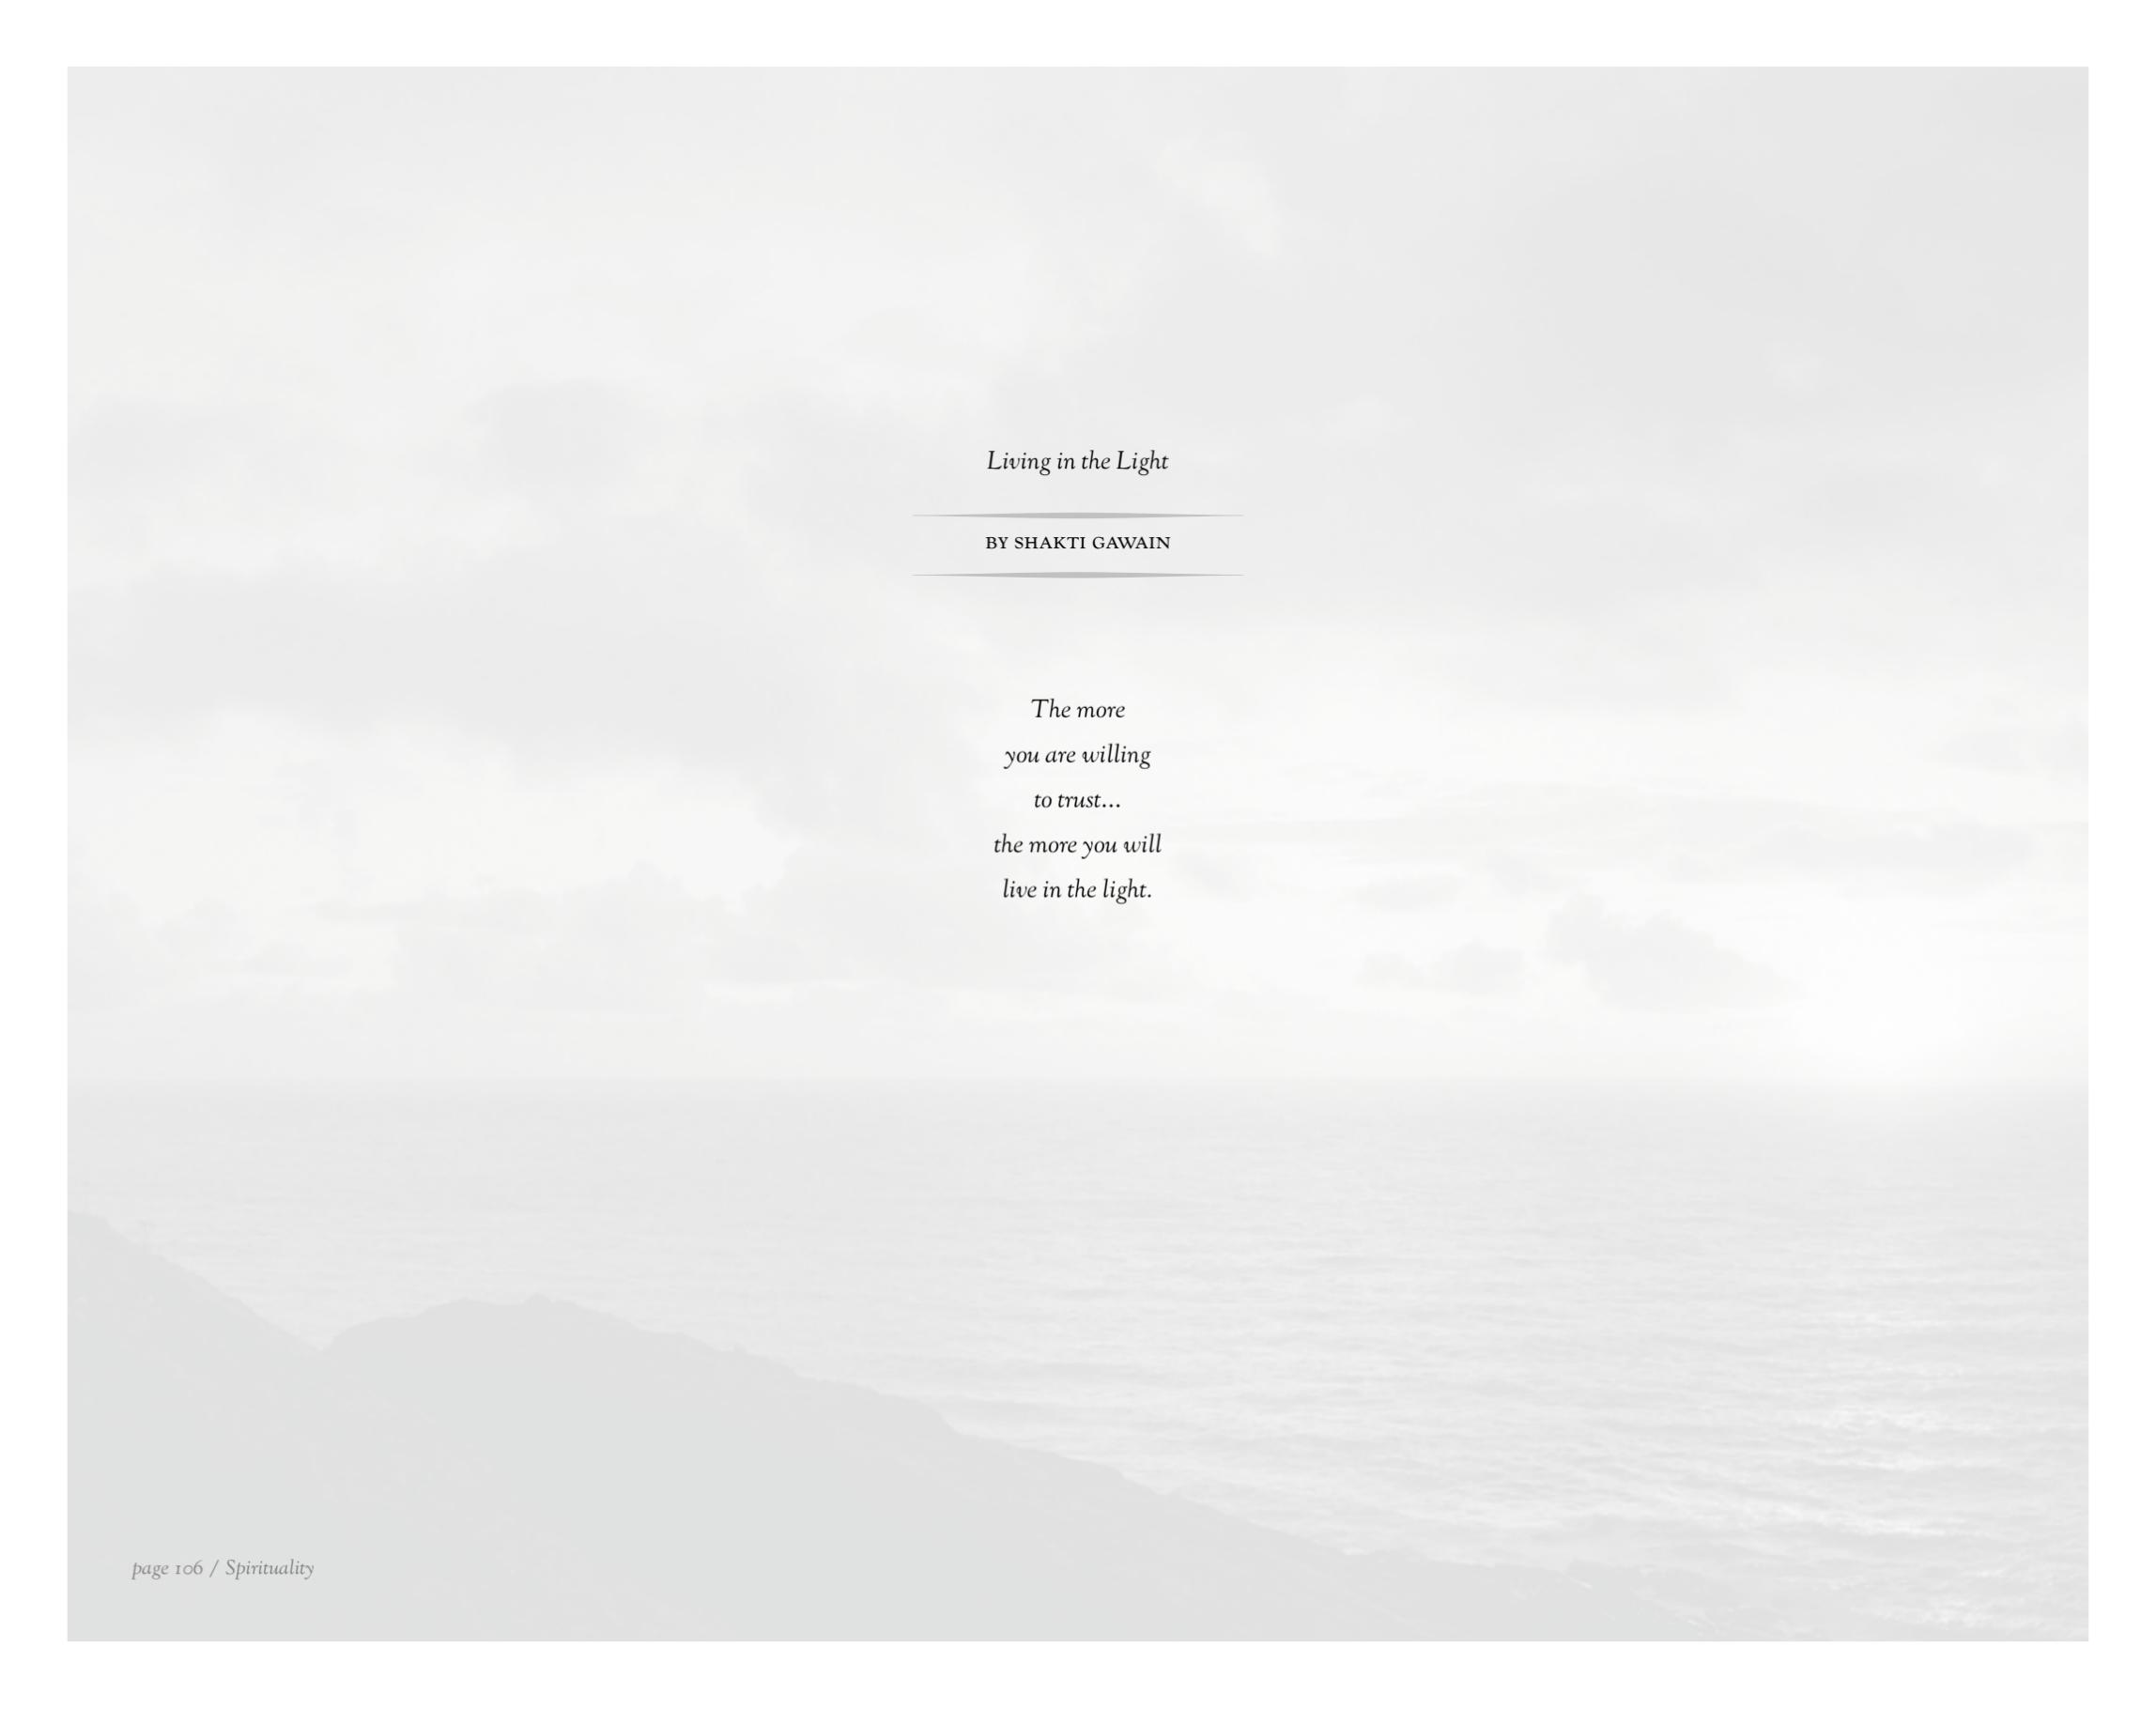 Living in the Light
BY SHAKTI GAWAIN
The more
you are willing
to trust...
the more you will
live in the light.
page 106 / Spirituality